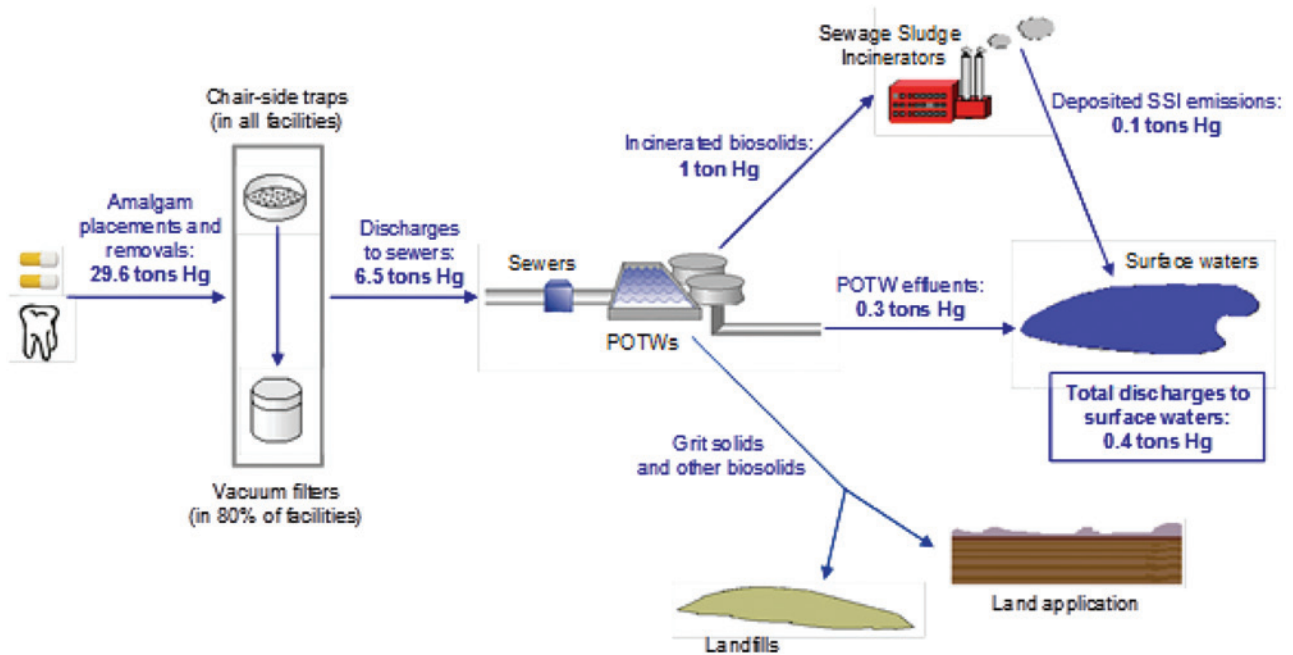 Chair-side traps
(in all facilities)
Amalgam
placements and
removals:
29.6 tons Hg
Vacuum filters
(in 80% of facilities)
Discharges
to sewers:
6.5 tons Hg
Sewers
POTWs
Incinerated biosolids:
1 ton Hg
Sewage Sludge
Incinerators
Deposited SSI emissions:
0.1 tons Hg
POTW effluents:
0.3 tons Hg
Surface waters
Total discharges to
surface waters:
0.4 tons Hg
Grit solids
and other biosolids
Landfills
Land application